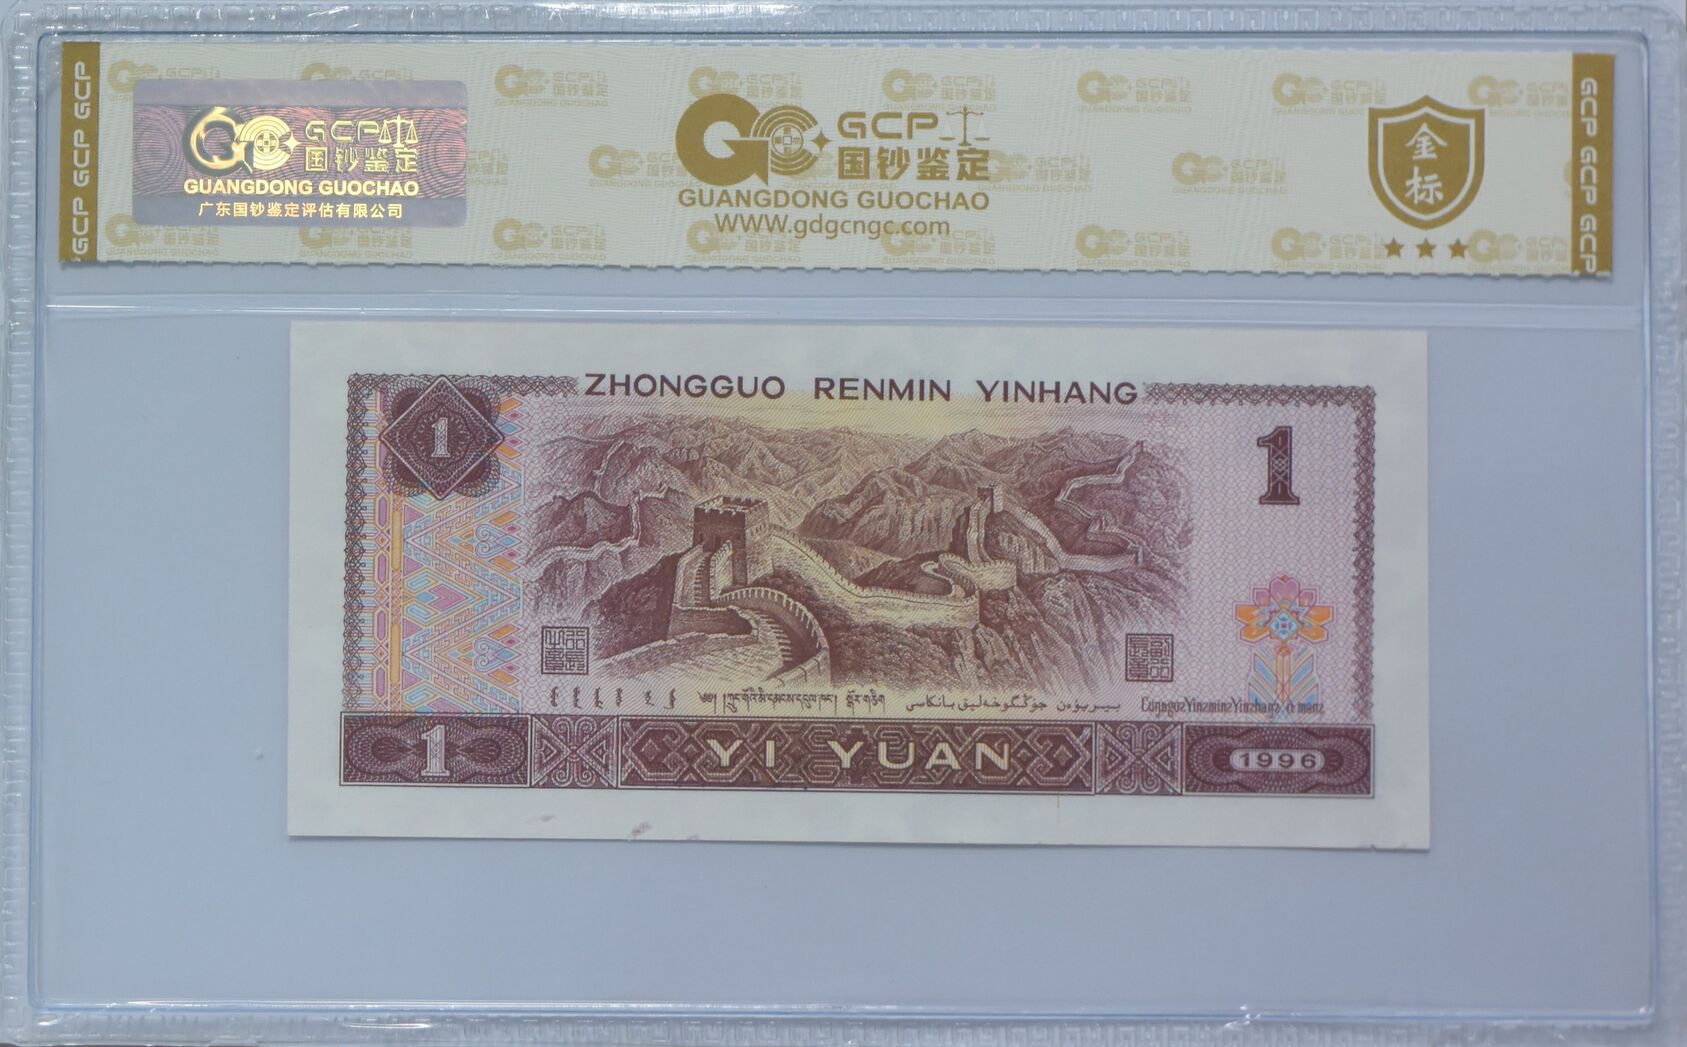 GCP GCP GCP
GCP
国钞鉴定
GUANGDONG GUOCHAO
广东国钞鉴定评估有限公司
GCP
国钞鉴定
GUANGDONG GUOCHAO
WWW.gdgcngc.com
金标
GCP GCP GCP
ZHONGGUO RENMIN YINHANG
1
1
1
YI YUAN
1996